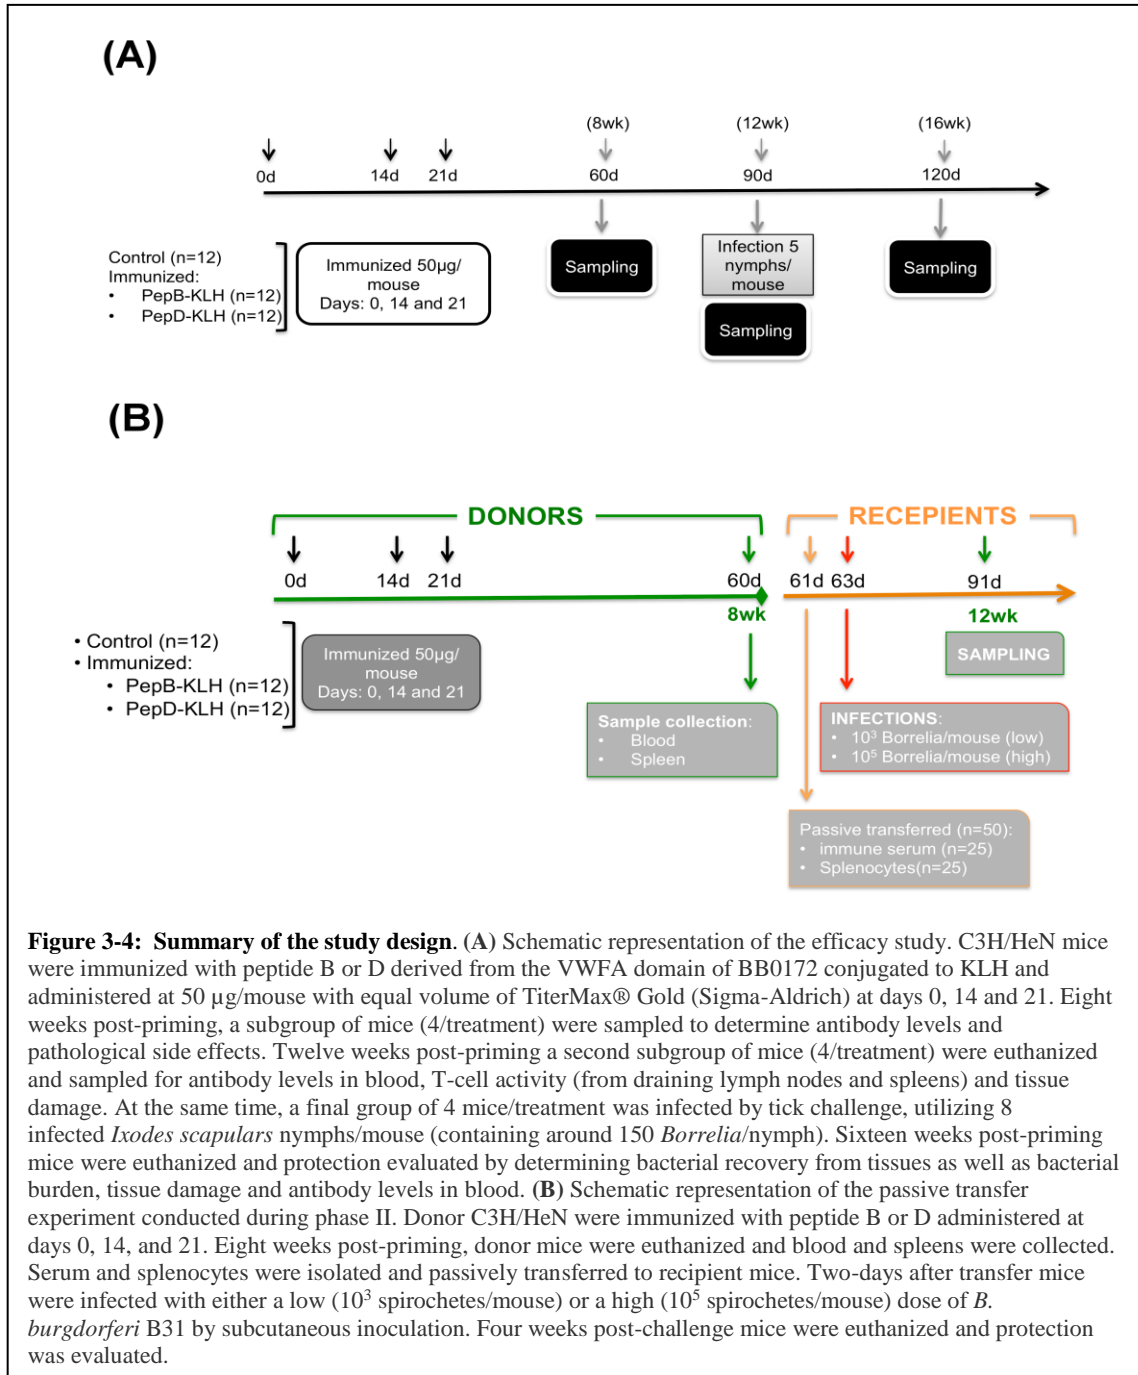 (A)
(8wk) (12wk) (16wk)
0d 14d 21d 60d 90d 120d
Control (n=12)
Immunized:
• PepB-KLH (n=12)
• PepD-KLH (n=12)
Immunized 50µg/
mouse
Days: 0, 14 and 21
Sampling
Infection 5
nymphs/
mouse
Sampling
Sampling
(B)
DONORS RECEPIENTS
0d 14d 21d 60d 61d 63d 91d
8wk 12wk
• Control (n=12)
• Immunized:
• PepB-KLH (n=12)
• PepD-KLH (n=12)
Immunized 50µg/
mouse
Days: 0, 14 and 21
SAMPLING
Sample collection:
• Blood
• Spleen
INFECTIONS:
• 10³ Borrelia/mouse (low)
• 10⁵ Borrelia/mouse (high)
Passive transferred (n=50):
• immune serum (n=25)
• Splenocytes(n=25)
Figure 3-4: Summary of the study design. (A) Schematic representation of the efficacy study. C3H/HeN mice
were immunized with peptide B or D derived from the VWFA domain of BB0172 conjugated to KLH and
administered at 50 µg/mouse with equal volume of TiterMax® Gold (Sigma-Aldrich) at days 0, 14 and 21. Eight
weeks post-priming, a subgroup of mice (4/treatment) were sampled to determine antibody levels and
pathological side effects. Twelve weeks post-priming a second subgroup of mice (4/treatment) were euthanized
and sampled for antibody levels in blood, T-cell activity (from draining lymph nodes and spleens) and tissue
damage. At the same time, a final group of 4 mice/treatment was infected by tick challenge, utilizing 8
infected Ixodes scapulars nymphs/mouse (containing around 150 Borrelia/nymph). Sixteen weeks post-priming
mice were euthanized and protection evaluated by determining bacterial recovery from tissues as well as bacterial
burden, tissue damage and antibody levels in blood. (B) Schematic representation of the passive transfer
experiment conducted during phase II. Donor C3H/HeN were immunized with peptide B or D administered at
days 0, 14, and 21. Eight weeks post-priming, donor mice were euthanized and blood and spleens were collected.
Serum and splenocytes were isolated and passively transferred to recipient mice. Two-days after transfer mice
were infected with either a low (10³ spirochetes/mouse) or a high (10⁵ spirochetes/mouse) dose of B.
burgdorferi B31 by subcutaneous inoculation. Four weeks post-challenge mice were euthanized and protection
was evaluated.